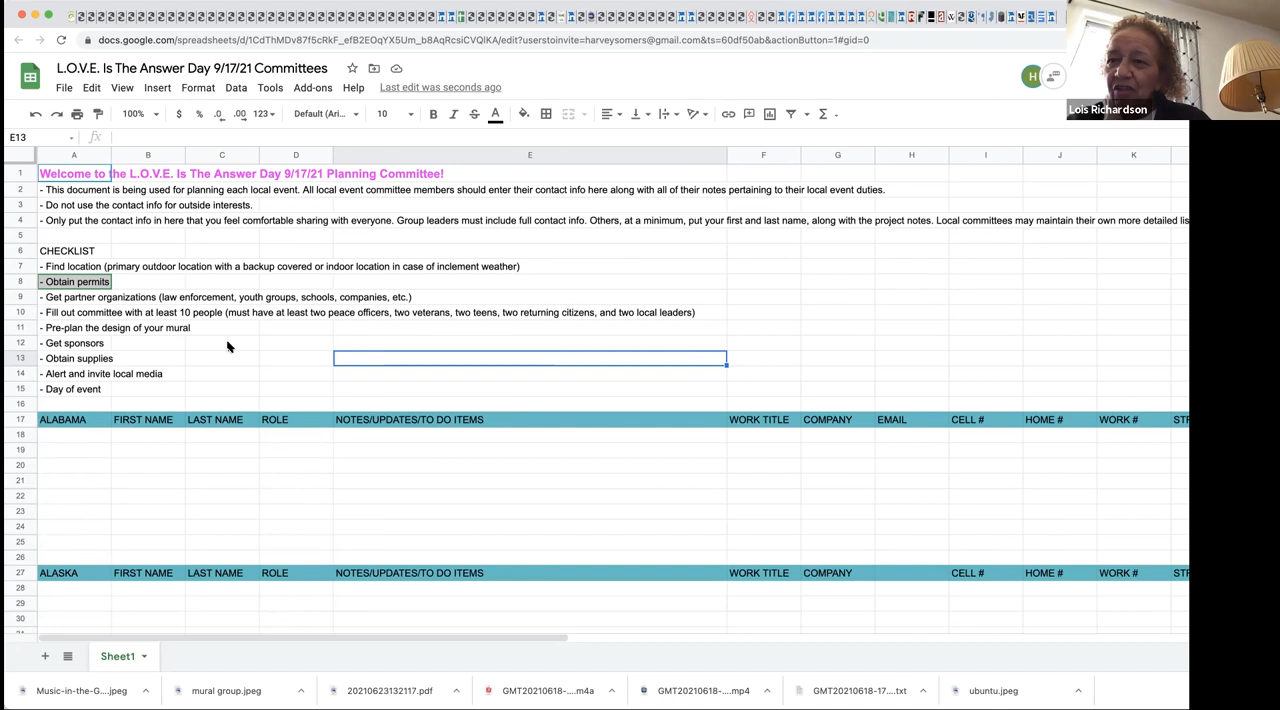 docs.google.com/spreadsheets/d/1CdThMDv87f5cRkF_efB2EOqYX5Um_b8AqRcsiCVQIKA/edit?userstoinvite=harveysomers@gmail.com&ts=60df50ab&actionButton=1#gid=0
L.O.V.E. Is The Answer Day 9/17/21 Committees
File Edit View Insert Format Data Tools Add-ons Help Last edit was seconds ago
H
Lois Richardson
100% $ % .0 .00 123 Default (Ari... 10 B I S A
E13 fx
A B C D E F G H I J K
1 Welcome to the L.O.V.E. Is The Answer Day 9/17/21 Planning Committee!
2 - This document is being used for planning each local event. All local event committee members should enter their contact info here along with all of their notes pertaining to their local event duties.
3 - Do not use the contact info for outside interests.
4 - Only put the contact info in here that you feel comfortable sharing with everyone. Group leaders must include full contact info. Others, at a minimum, put your first and last name, along with the project notes. Local committees may maintain their own more detailed lis
5
6 CHECKLIST
7 - Find location (primary outdoor location with a backup covered or indoor location in case of inclement weather)
8 - Obtain permits
9 - Get partner organizations (law enforcement, youth groups, schools, companies, etc.)
10 - Fill out committee with at least 10 people (must have at least two peace officers, two veterans, two teens, two returning citizens, and two local leaders)
11 - Pre-plan the design of your mural
12 - Get sponsors
13 - Obtain supplies
14 - Alert and invite local media
15 - Day of event
16
17 ALABAMA FIRST NAME LAST NAME ROLE NOTES/UPDATES/TO DO ITEMS WORK TITLE COMPANY EMAIL CELL # HOME # WORK # STR
18
19
20
21
22
23
24
25
26
27 ALASKA FIRST NAME LAST NAME ROLE NOTES/UPDATES/TO DO ITEMS WORK TITLE COMPANY CELL # HOME # WORK # STR
28
29
30
Sheet1
Music-in-the-G....jpeg mural group.jpeg 20210623132117.pdf GMT20210618-....m4a GMT20210618-....mp4 GMT20210618-17....txt ubuntu.jpeg